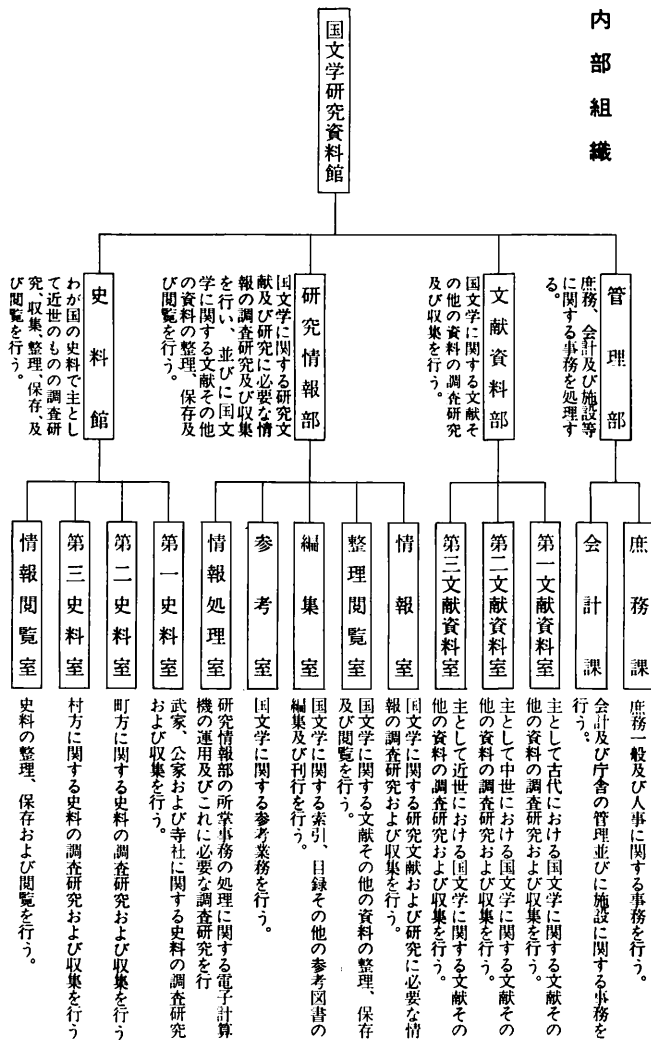 内部組織
国文学研究資料館
管理部
庶務、会計及び施設等
に関する事務を処理す
る。
文献資料部
国文学に関する文献そ
の他の資料の調査研究
及び収集を行う。
研究情報部
国文学に関する研究文
献及び研究に必要な情
報の調査研究及び収集
を行い、並びに国文
学に関する文献その他
の資料の整理、保存及
び閲覧を行う。
史料館
わが国の史料で主とし
て近世のものの調査研
究、収集、整理、保存、及
び閲覧を行う。
庶務課
庶務一般及び人事に関する事務を行う。
会計課
会計及び庁舎の管理並びに施設に関する事務を
行う。
第一文献資料室
主として古代における国文学に関する文献その
他の資料の調査研究および収集を行う。
第二文献資料室
主として中世における国文学に関する文献その
他の資料の調査研究および収集を行う。
第三文献資料室
主として近世における国文学に関する文献その
他の資料の調査研究および収集を行う。
情報室
国文学に関する研究文献および研究に必要な情
報の調査研究および収集を行う。
整理閲覧室
国文学に関する文献その他の資料の整理、保存
及び閲覧を行う。
編集室
国文学に関する索引、目録その他の参考図書の
編集及び刊行を行う。
参考室
国文学に関する参考業務を行う。
情報処理室
研究情報部の所掌事務の処理に関する電子計算
機の運用及びこれに必要な調査研究を行
第一史料室
武家、公家および寺社に関する史料の調査研究
および収集を行う。
第二史料室
町方に関する史料の調査研究および収集を行う
第三史料室
村方に関する史料の調査研究および収集を行う
情報閲覧室
史料の整理、保存および閲覧を行う。